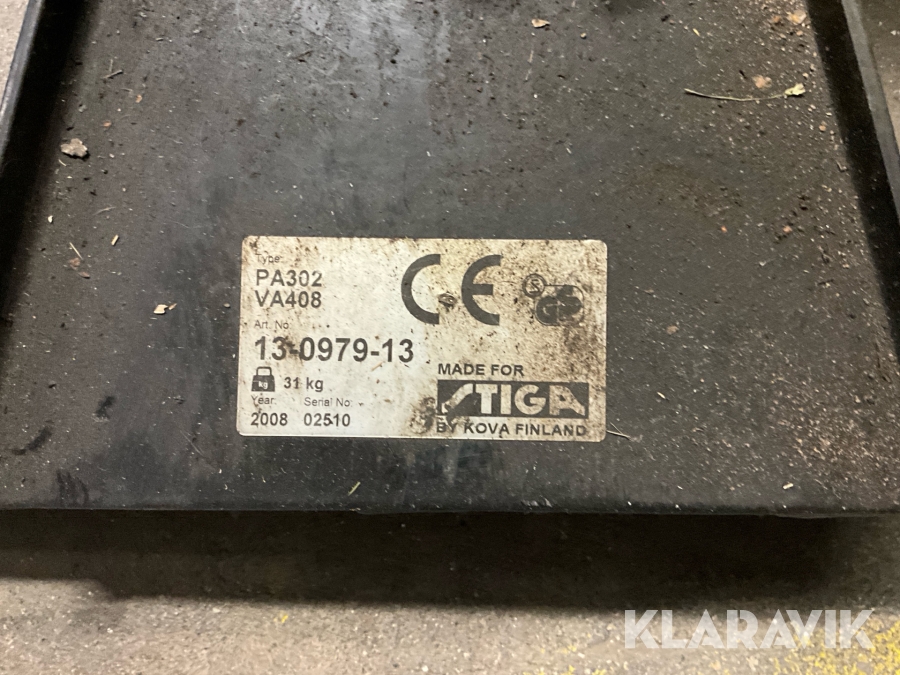 Type:
PA302
VA408
CE
GS
Art. No.
13-0979-13
kg 31 kg
Year: Serial No:
2008 02510
MADE FOR
STIGA
BY KOVA FINLAND
KLARAVIK